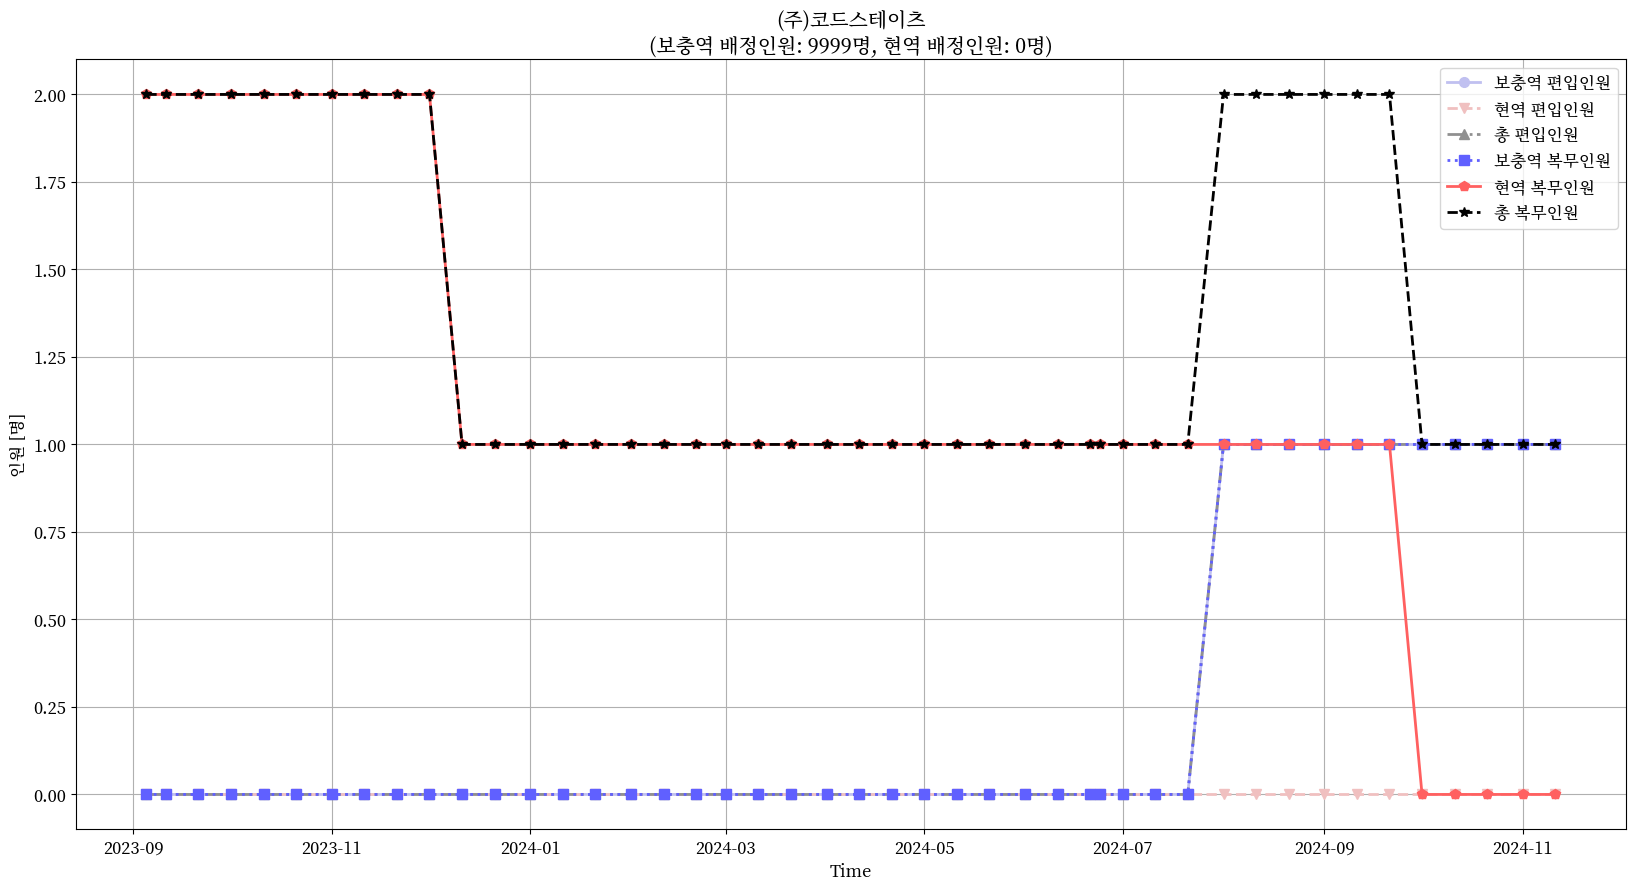 (주)코드스테이츠
(보충역 배정인원: 9999명, 현역 배정인원: 0명)
보충역 편입인원
현역 편입인원
총 편입인원
보충역 복무인원
현역 복무인원
총 복무인원
2.00
1.75
1.50
1.25
1.00
0.75
0.50
0.25
0.00
인원 [명]
2023-09
2023-11
2024-01
2024-03
2024-05
2024-07
2024-09
2024-11
Time